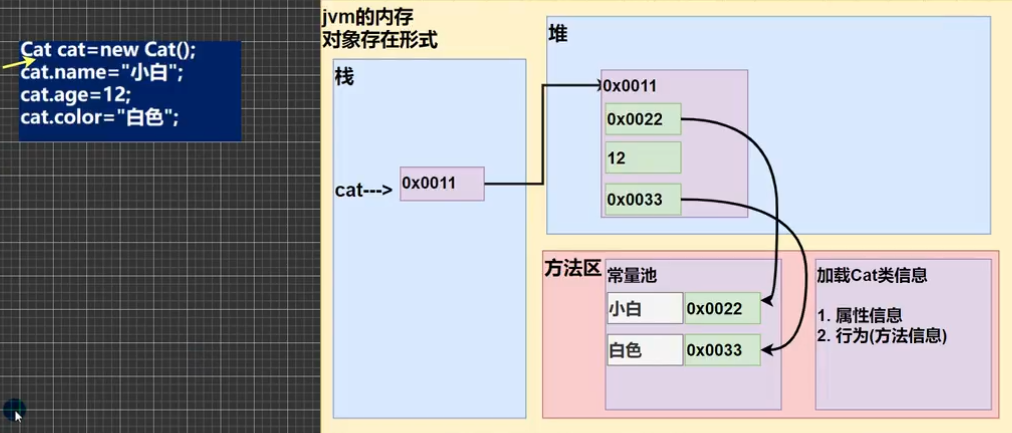 Cat cat=new Cat();
cat.name="小白";
cat.age=12;
cat.color="白色";
jvm的内存
对象存在形式
栈
cat--->
0x0011
堆
0x0011
0x0022
12
0x0033
方法区
常量池
小白 0x0022
白色 0x0033
加载Cat类信息
1. 属性信息
2. 行为(方法信息)